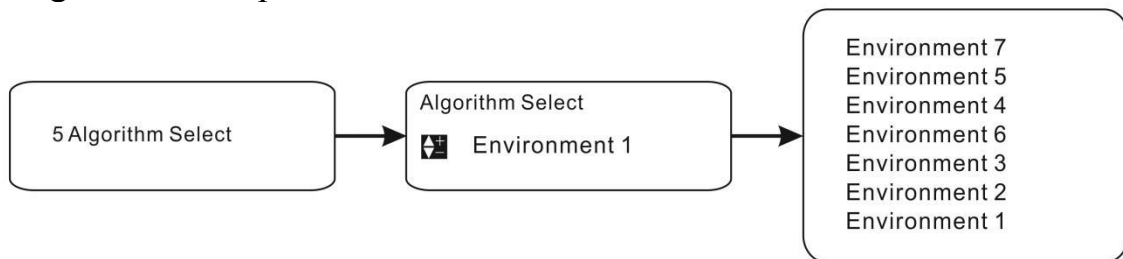 5 Algorithm Select
Algorithm Select
Environment 1
Environment 7
Environment 5
Environment 4
Environment 6
Environment 3
Environment 2
Environment 1